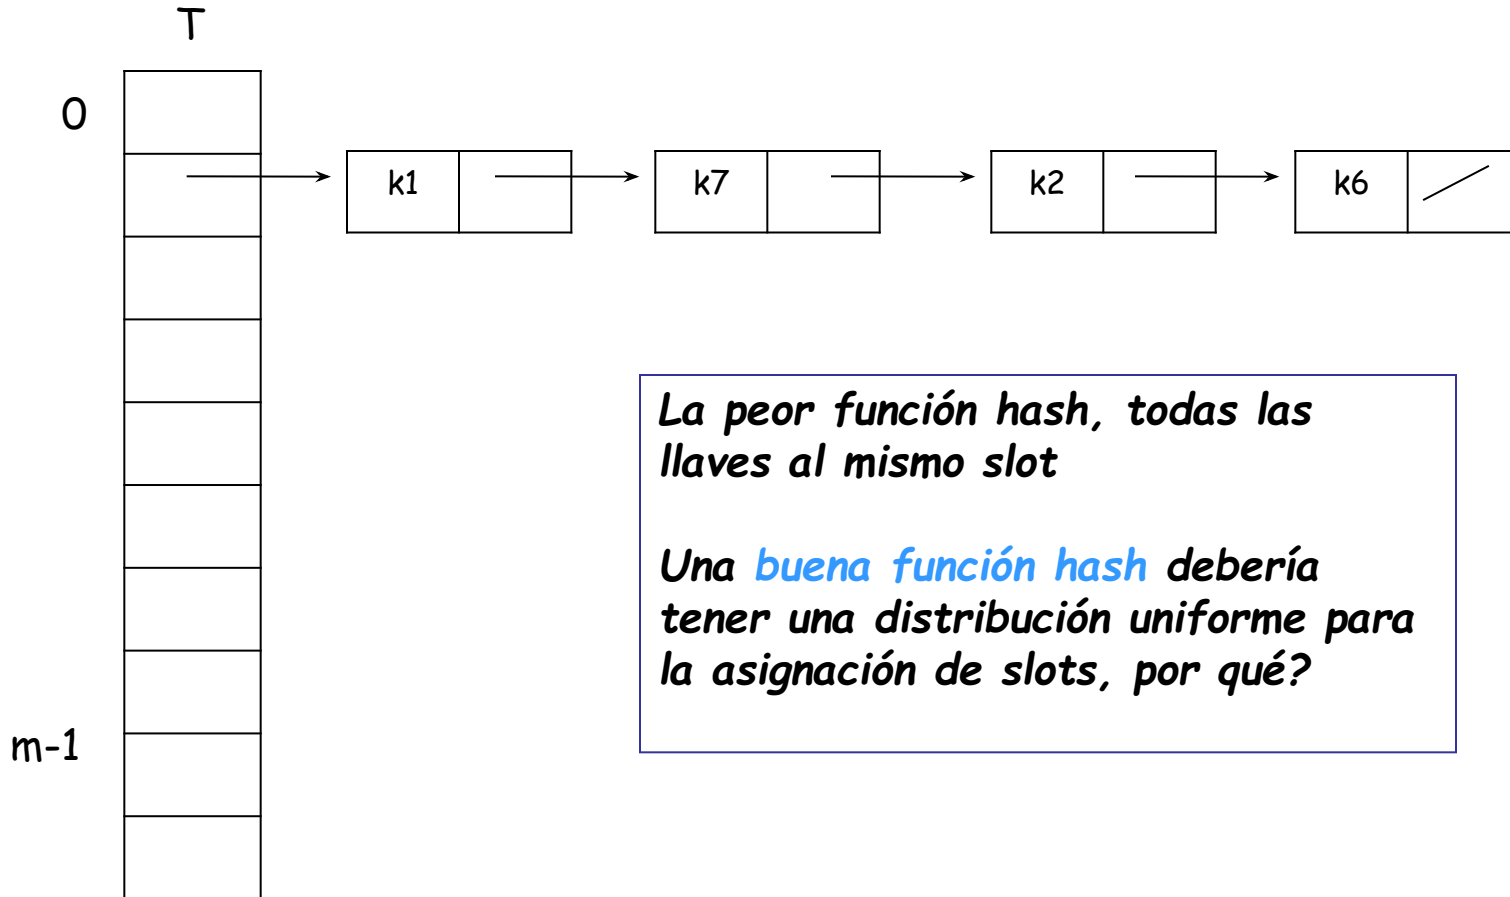 T
0
k1 k7 k2 k6
La peor función hash, todas las
llaves al mismo slot
Una buena función hash debería
tener una distribución uniforme para
la asignación de slots, por qué?
m-1